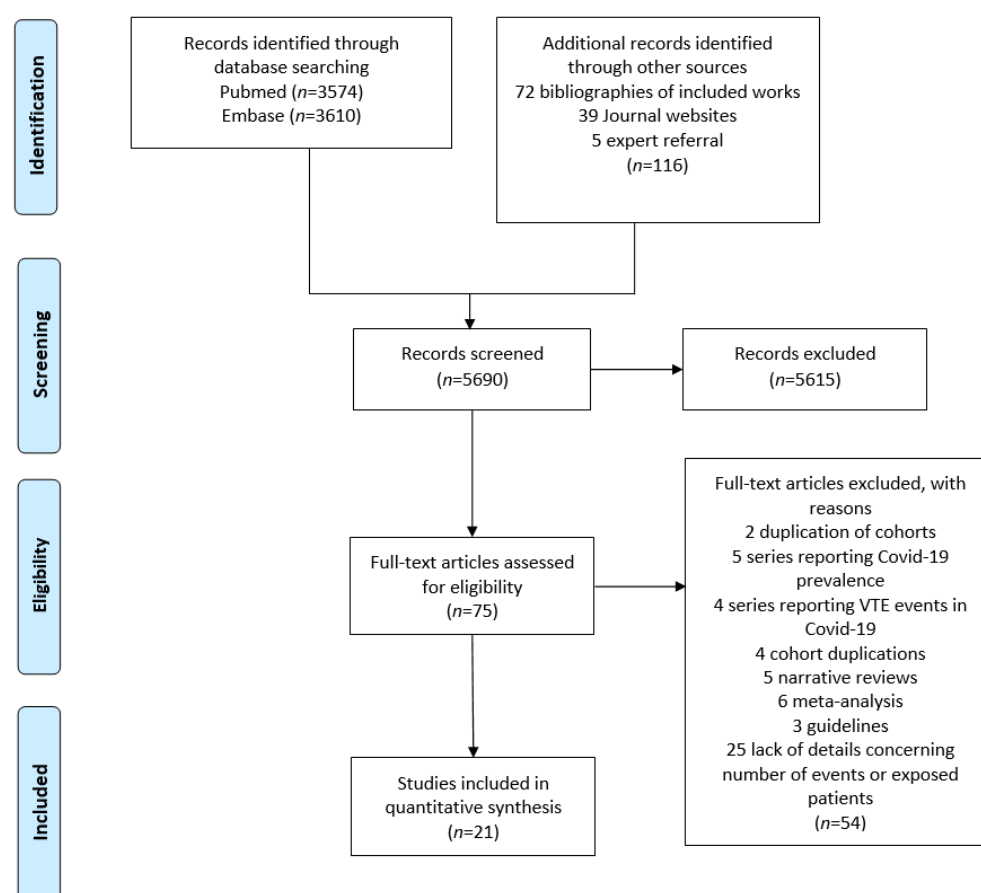 Identification
Records identified through
database searching
Pubmed (n=3574)
Embase (n=3610)
Additional records identified
through other sources
72 bibliographies of included works
39 Journal websites
5 expert referral
(n=116)
Screening
Records screened
(n=5690)
Records excluded
(n=5615)
Eligibility
Full-text articles assessed
for eligibility
(n=75)
Full-text articles excluded, with
reasons
2 duplication of cohorts
5 series reporting Covid-19
prevalence
4 series reporting VTE events in
Covid-19
4 cohort duplications
5 narrative reviews
6 meta-analysis
3 guidelines
25 lack of details concerning
number of events or exposed
patients
(n=54)
Included
Studies included in
quantitative synthesis
(n=21)